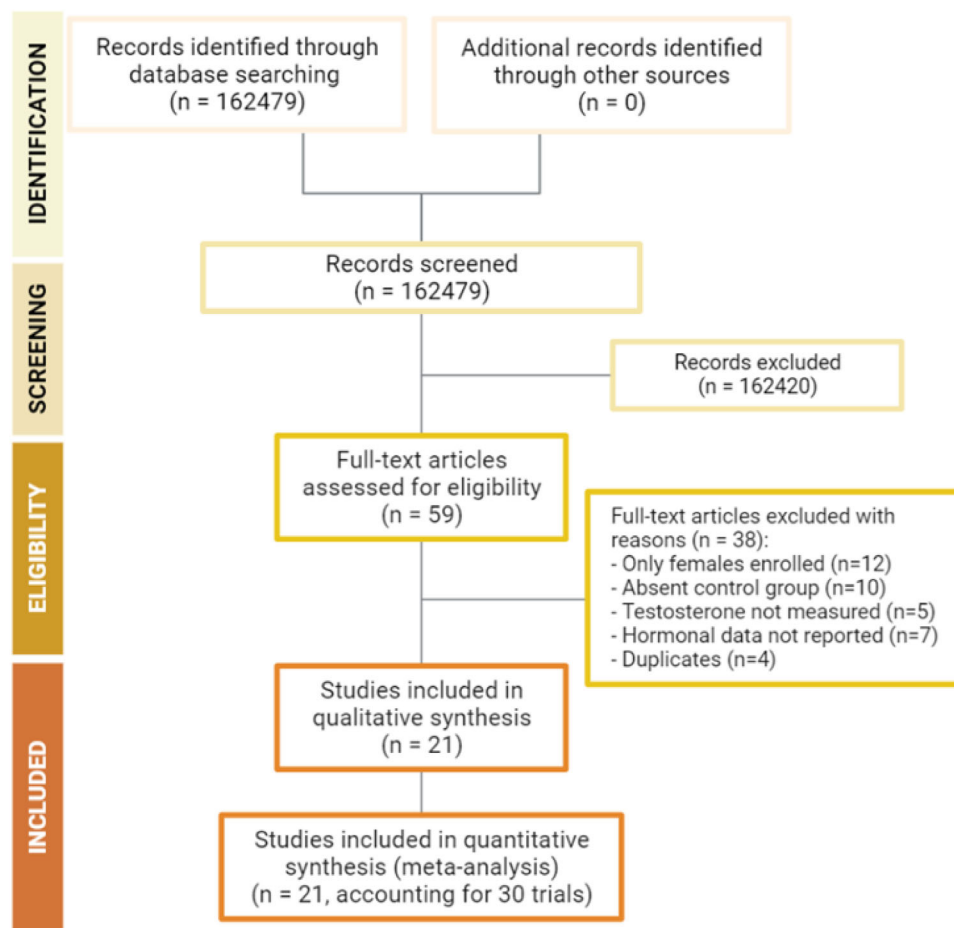 IDENTIFICATION
Records identified through
database searching
(n = 162479)
Additional records identified
through other sources
(n = 0)
SCREENING
Records screened
(n = 162479)
Records excluded
(n = 162420)
ELIGIBILITY
Full-text articles
assessed for eligibility
(n = 59)
Full-text articles excluded with
reasons (n = 38):
- Only females enrolled (n=12)
- Absent control group (n=10)
- Testosterone not measured (n=5)
- Hormonal data not reported (n=7)
- Duplicates (n=4)
INCLUDED
Studies included in
qualitative synthesis
(n = 21)
Studies included in quantitative
synthesis (meta-analysis)
(n = 21, accounting for 30 trials)